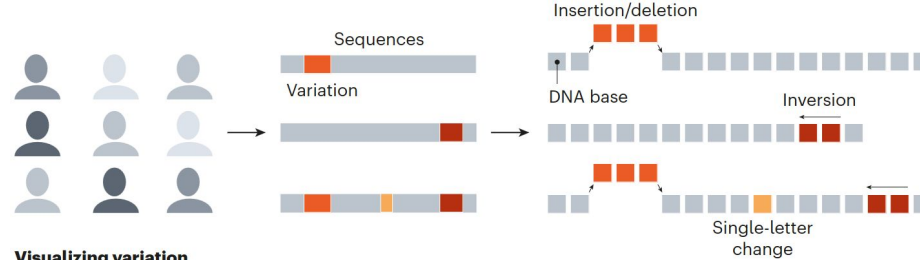 Insertion/deletion
Sequences
Variation
DNA base
Inversion
Single-letter
change
Visualizing variation